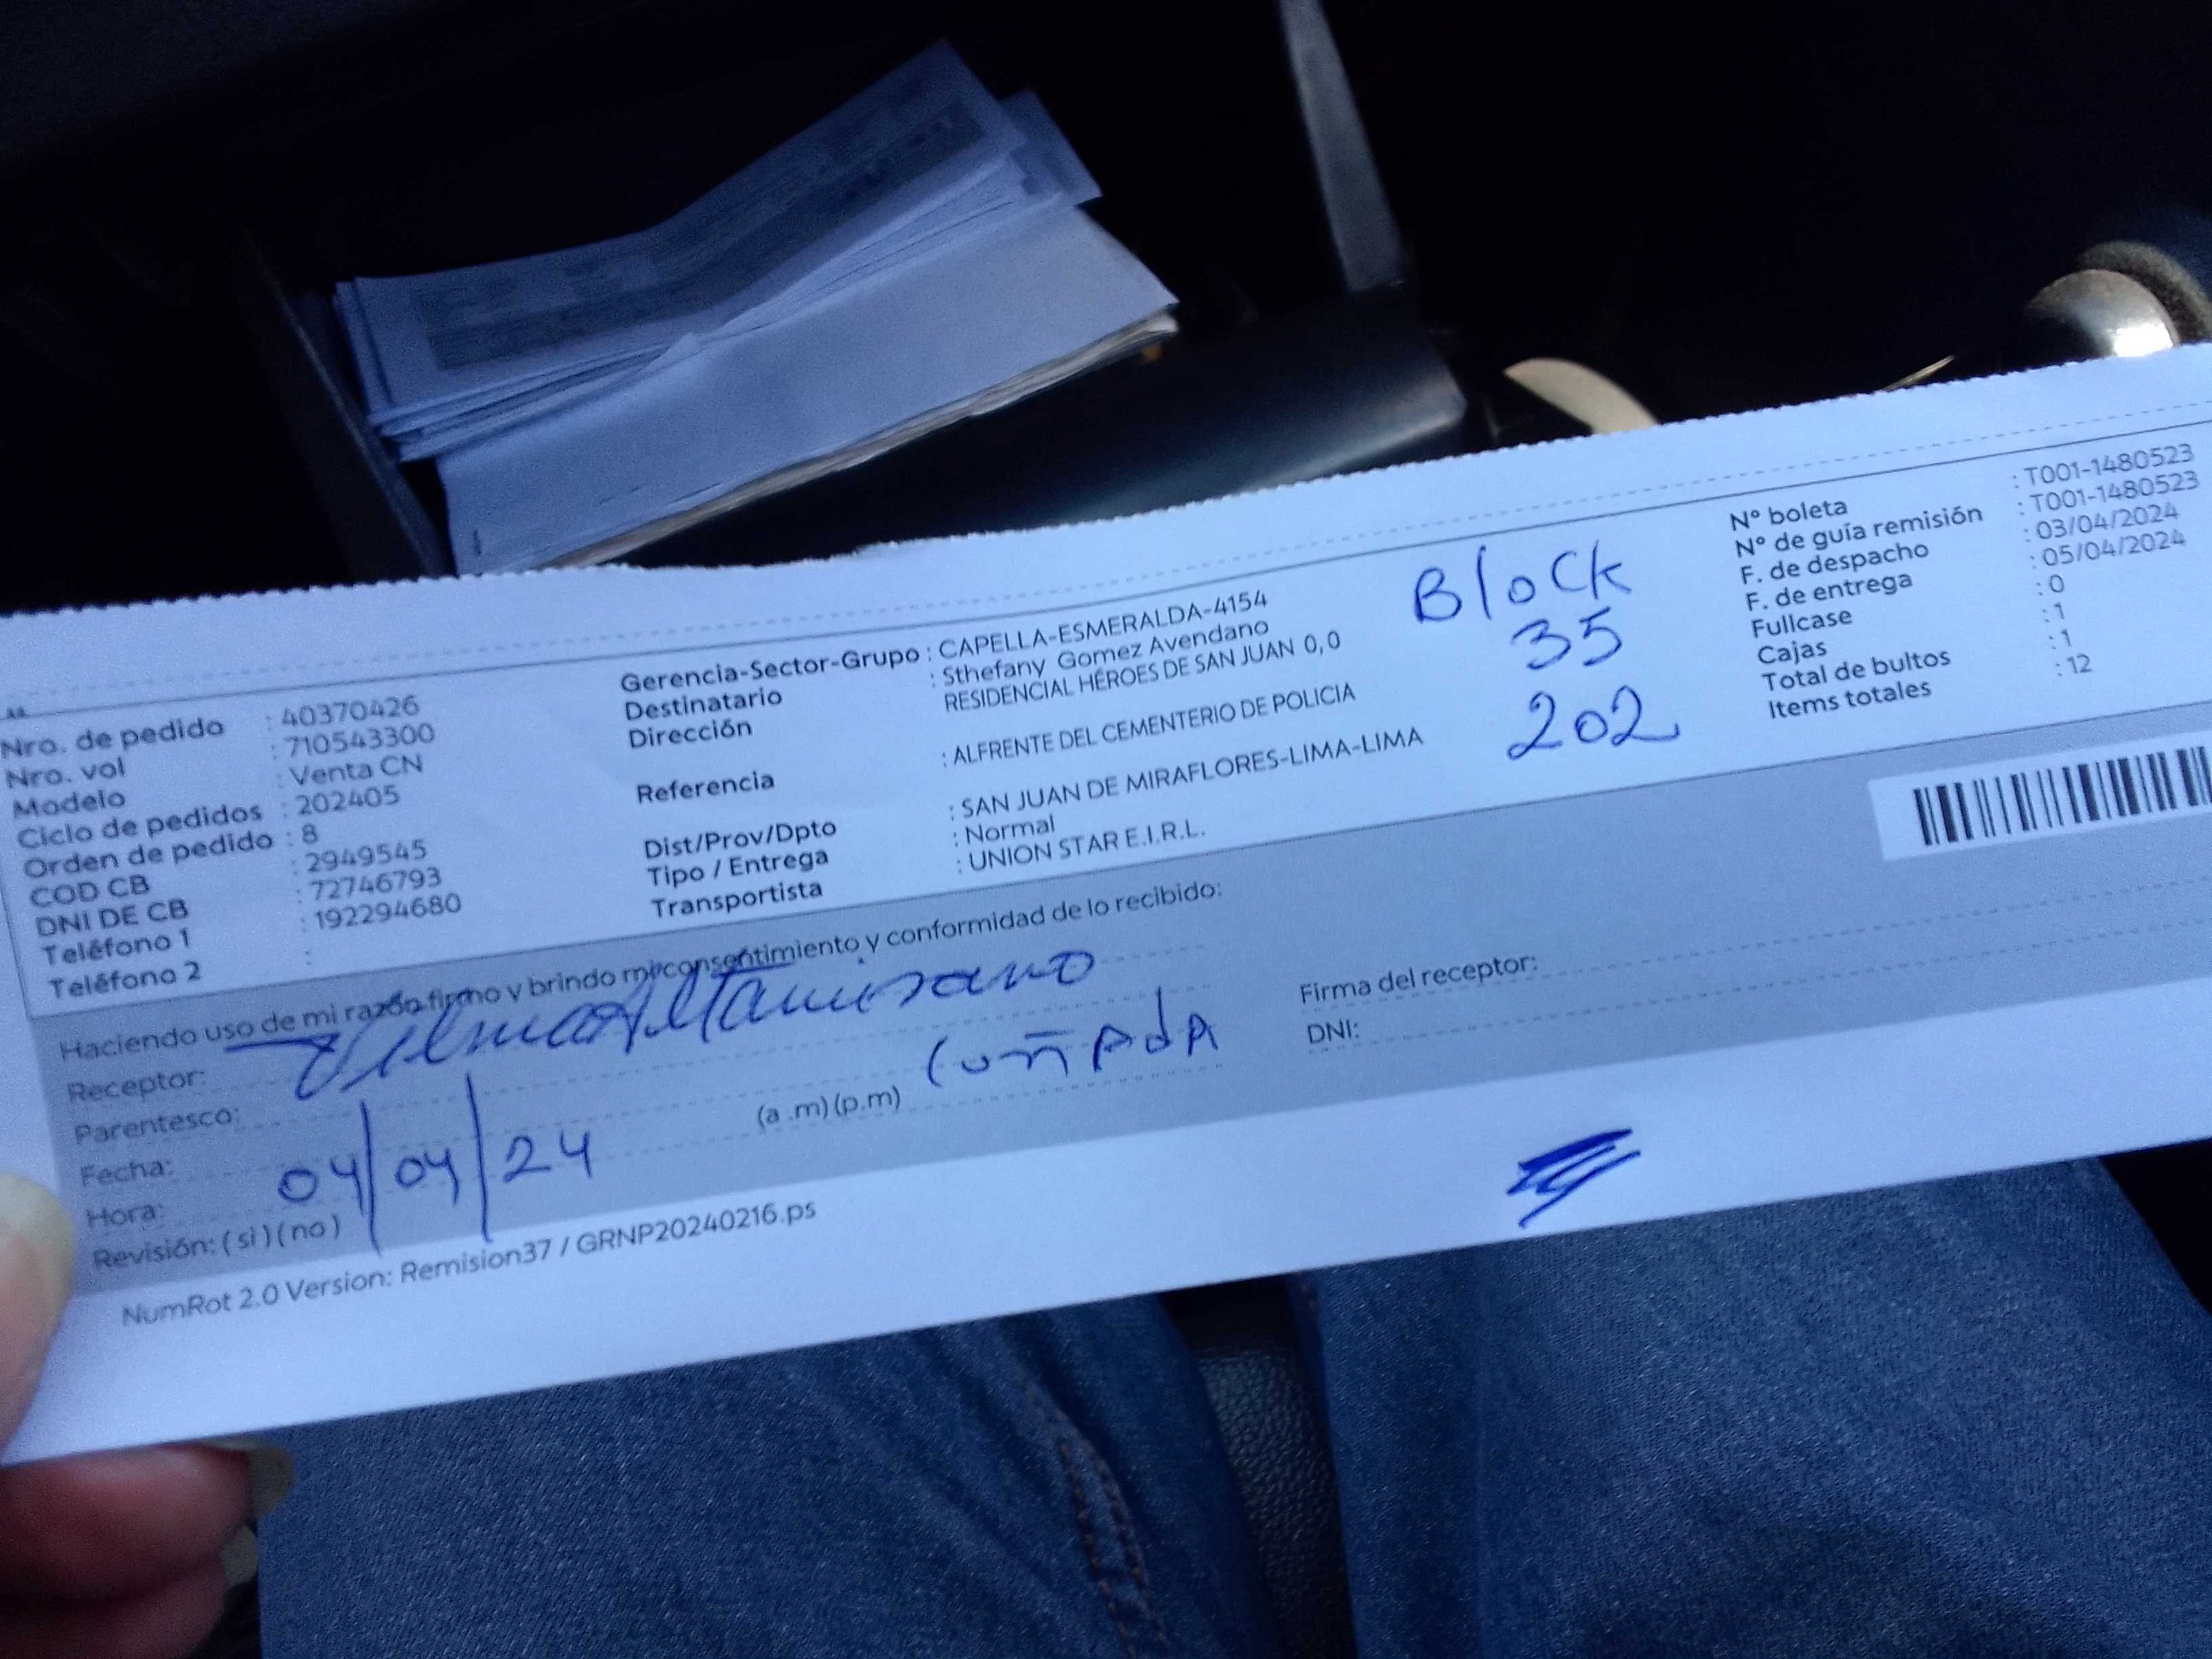 Nro. de pedido : 40370426
Nro. vol : 710543300
Modelo : Venta CN
Ciclo de pedidos : 202405
Orden de pedido : 8
COD CB : 2949545
DNI DE CB : 72746793
Teléfono 1 : 192294680
Teléfono 2 :
Gerencia-Sector-Grupo : CAPELLA-ESMERALDA-4154
Destinatario : Sthefany Gomez Avendano
Dirección RESIDENCIAL HÉROES DE SAN JUAN 0,0
Referencia : ALFRENTE DEL CEMENTERIO DE POLICIA
Dist/Prov/Dpto : SAN JUAN DE MIRAFLORES-LIMA-LIMA
Tipo / Entrega : Normal
Transportista : UNION STAR E.I.R.L.
Block
35
202
N° boleta : T001-1480523
N° de guía remisión : T001-1480523
F. de despacho : 03/04/2024
F. de entrega : 05/04/2024
Fullcase : 0
Cajas : 1
Total de bultos : 1
Items totales : 12
Haciendo uso de mi razón firmo y brindo mi consentimiento y conformidad de lo recibido:
Receptor: Vilma Altamirano
Parentesco: Cuñada
Fecha: 04/04/24
Hora: (a .m) (p.m)
Revisión: ( si ) ( no )
Firma del receptor:
DNI:
NumRot 2.0 Version: Remision37 / GRNP20240216.ps